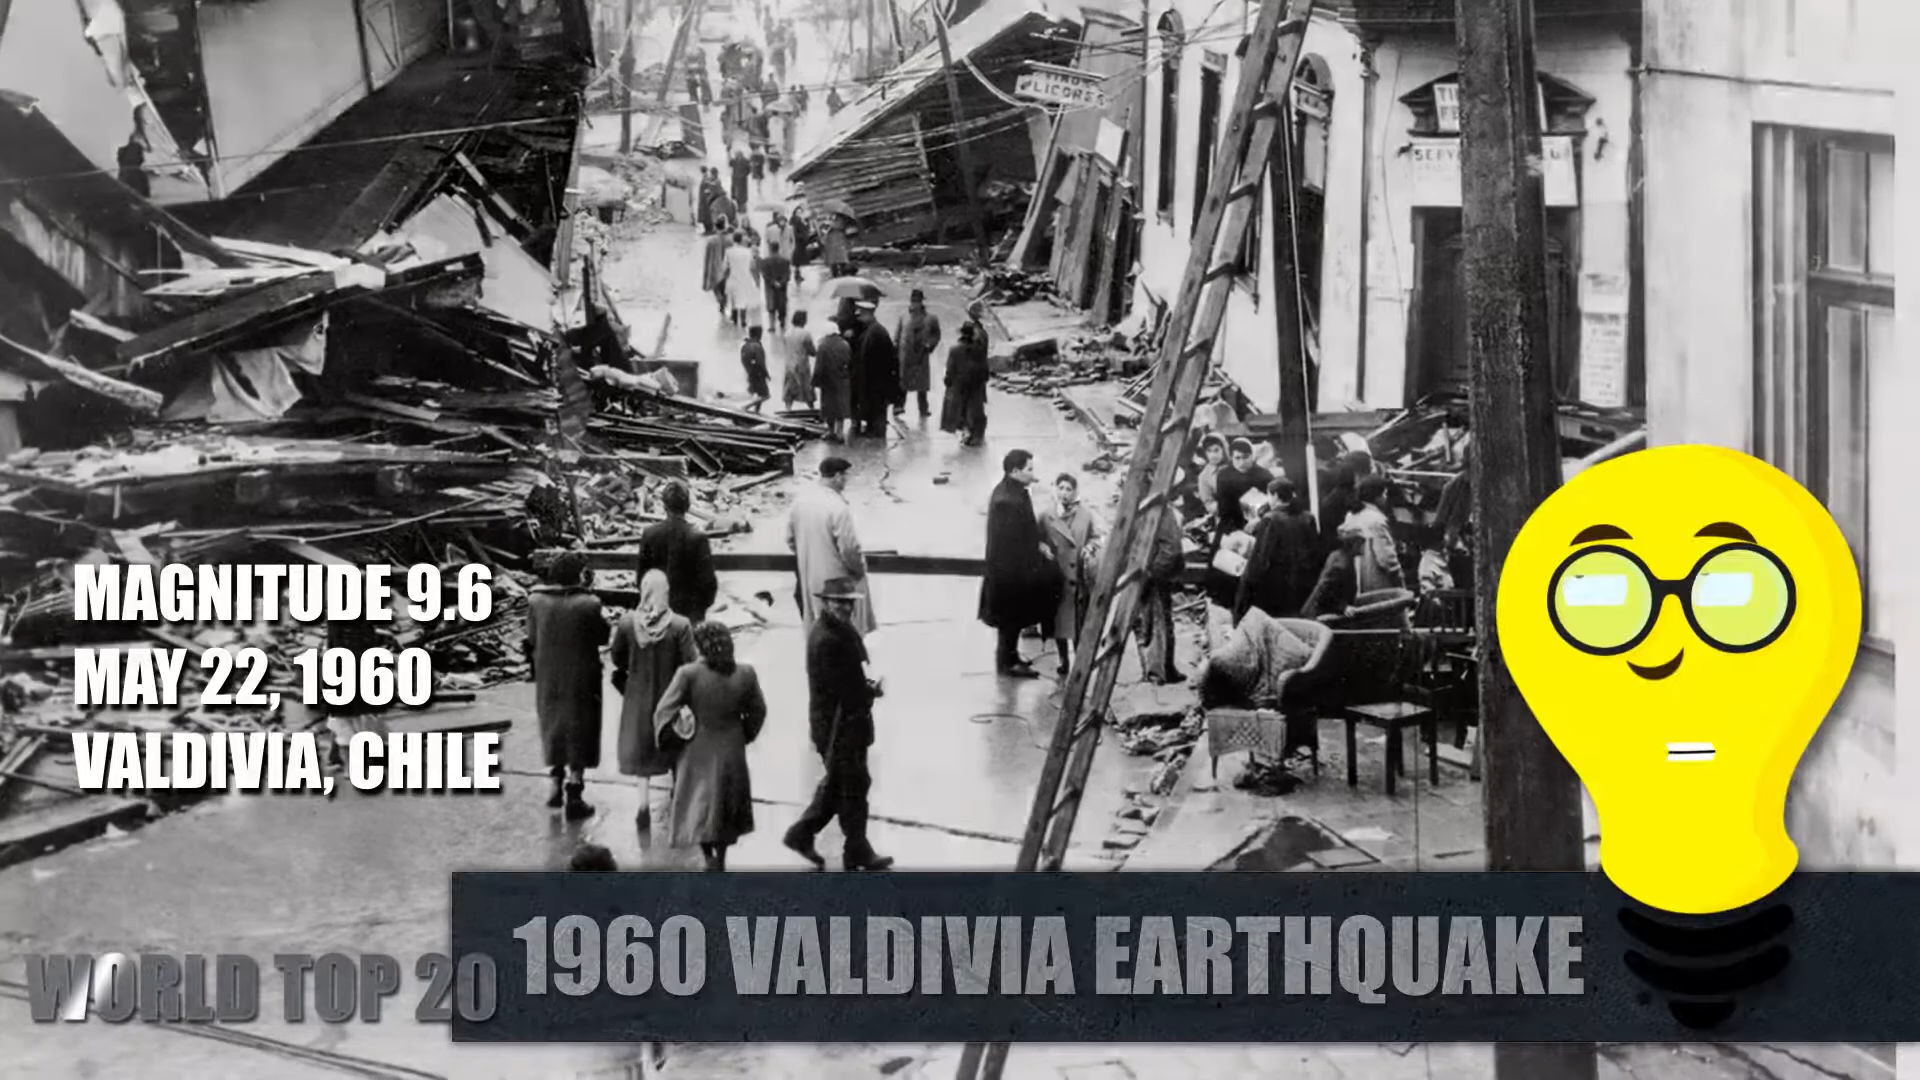 LICORES
MAGNITUDE 9.6
MAY 22, 1960
VALDIVIA, CHILE
1960 VALDIVIA EARTHQUAKE
WORLD TOP 20